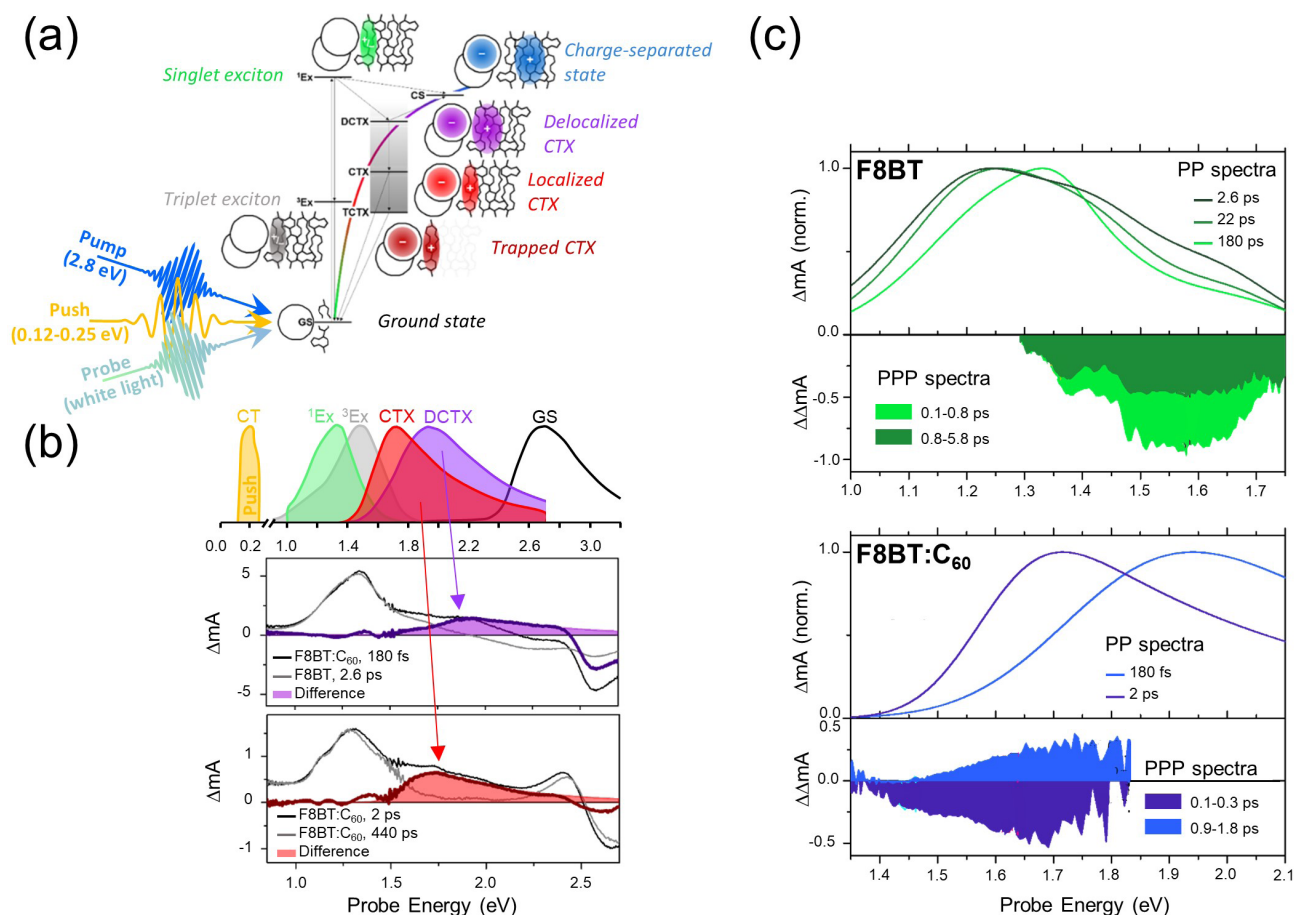 (a)
Singlet exciton
¹Ex
Charge-separated
state
CS
DCTX
Delocalized
CTX
CTX
Localized
CTX
Triplet exciton
³Ex
TCTX
Trapped CTX
Pump
(2.8 eV)
Push
(0.12-0.25 eV)
Probe
(white light)
GS
Ground state
(b)
CT
¹Ex
³Ex
CTX
DCTX
GS
Push
0.0
0.2
1.0
1.4
1.8
2.2
2.6
3.0
ΔmA
5
0
-5
F8BT:C₆₀, 180 fs
F8BT, 2.6 ps
Difference
ΔmA
1
0
-1
F8BT:C₆₀, 2 ps
F8BT:C₆₀, 440 ps
Difference
1.0
1.5
2.0
2.5
Probe Energy (eV)
(c)
F8BT
PP spectra
2.6 ps
22 ps
180 ps
ΔmA (norm.)
1.0
0.0
PPP spectra
0.1-0.8 ps
0.8-5.8 ps
ΔΔmA
-0.5
-1.0
1.0
1.1
1.2
1.3
1.4
1.5
1.6
1.7
F8BT:C₆₀
PP spectra
180 fs
2 ps
ΔmA (norm.)
1.0
0.0
PPP spectra
0.1-0.3 ps
0.9-1.8 ps
ΔΔmA
0.5
0.0
-0.5
1.4
1.5
1.6
1.7
1.8
1.9
2.0
2.1
Probe Energy (eV)